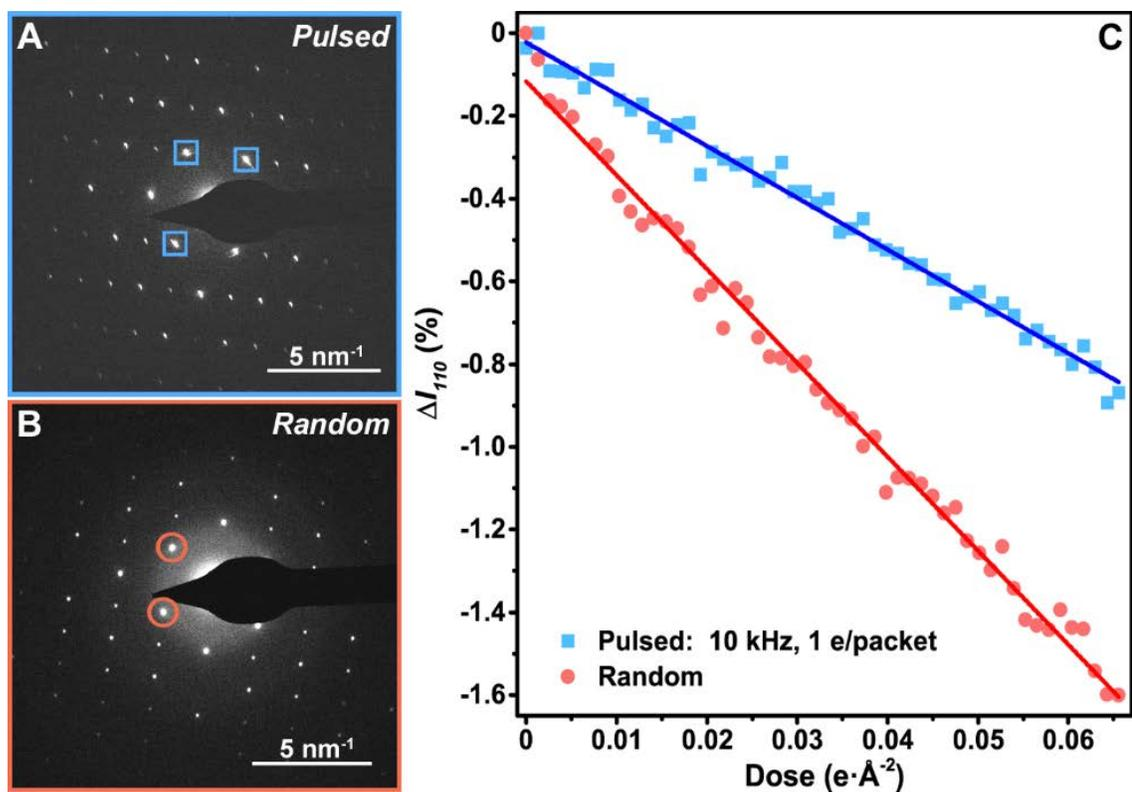 A
Pulsed
5 nm⁻¹
B
Random
5 nm⁻¹
C
0
-0.2
-0.4
-0.6
-0.8
-1.0
-1.2
-1.4
-1.6
ΔI₁₁₀ (%)
Pulsed: 10 kHz, 1 e/packet
Random
0 0.01 0.02 0.03 0.04 0.05 0.06
Dose (e·Å⁻²)